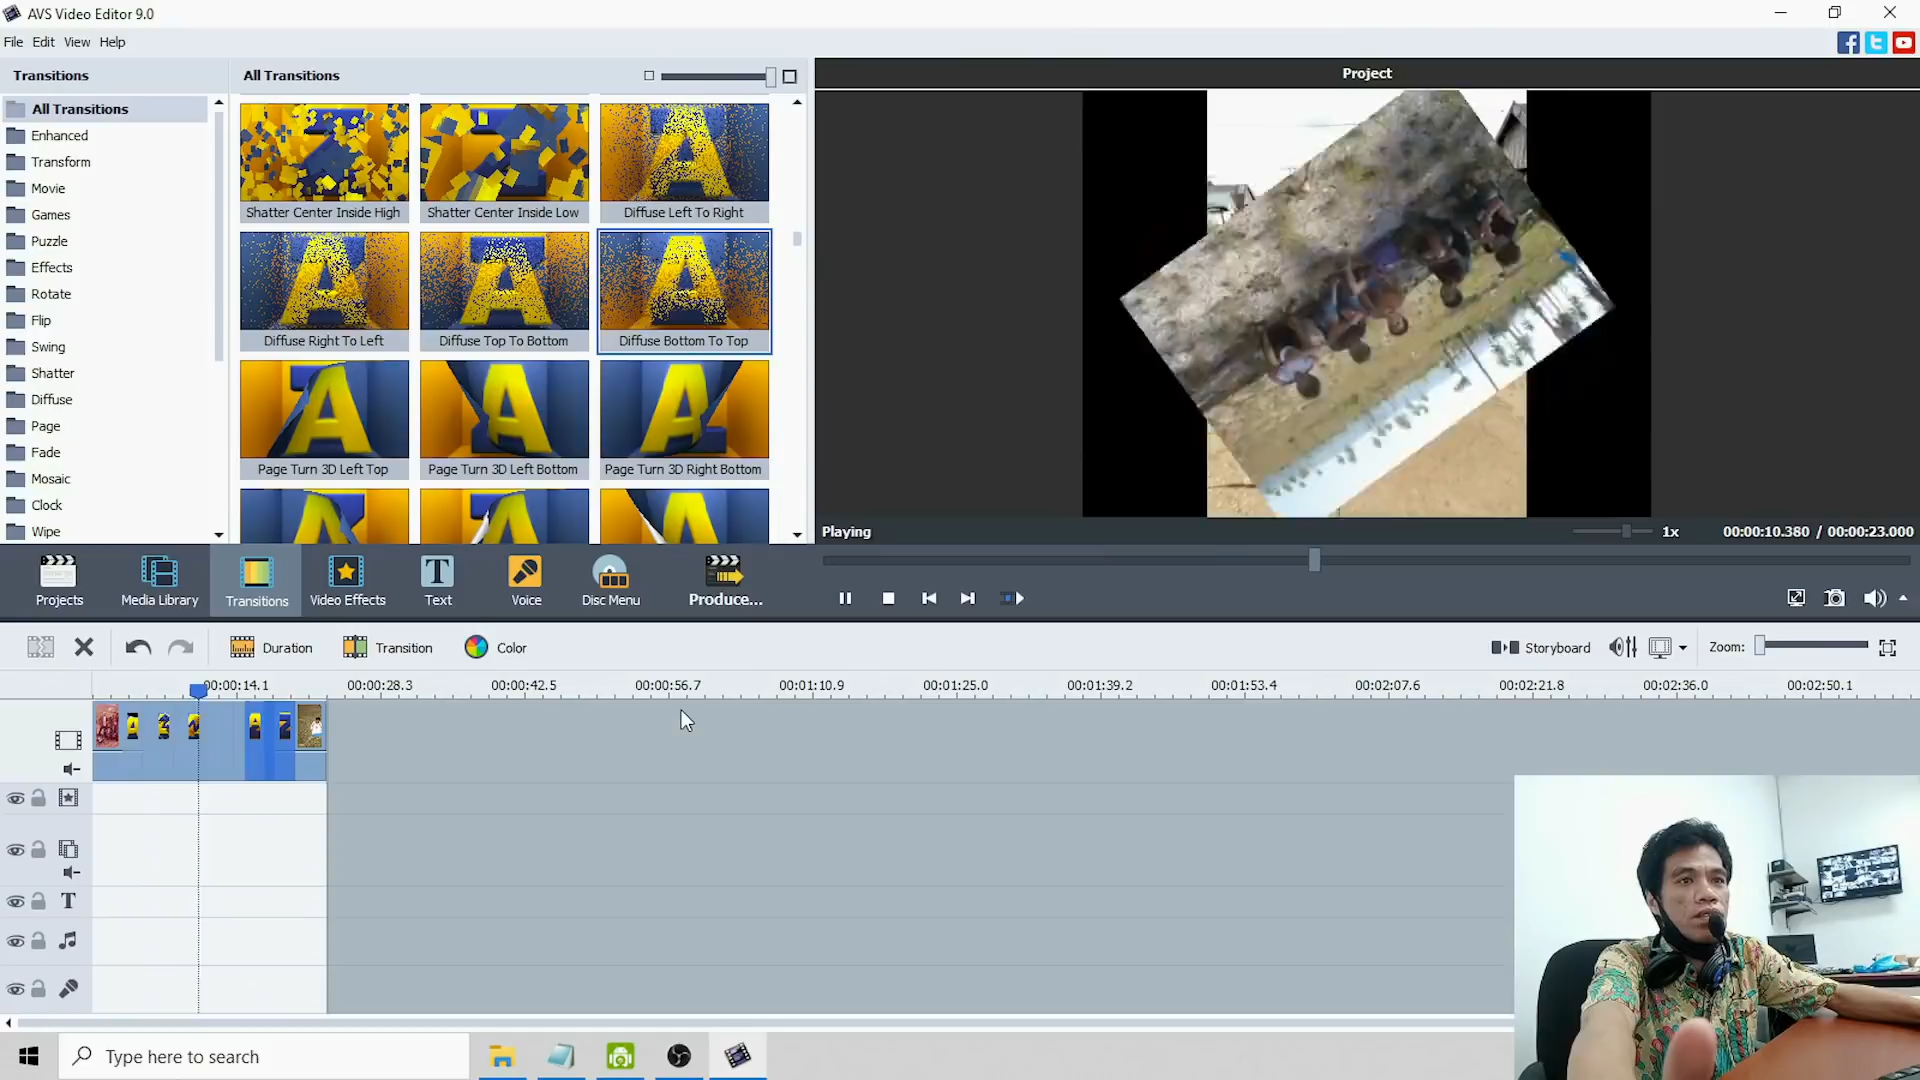 AVS Video Editor 9.0
File Edit View Help
Transitions
All Transitions
Project
All Transitions
Enhanced
Transform
Movie
Games
Puzzle
Effects
Rotate
Flip
Swing
Shatter
Diffuse
Page
Fade
Mosaic
Clock
Wipe
Shatter Center Inside High Shatter Center Inside Low Diffuse Left To Right
Diffuse Right To Left Diffuse Top To Bottom Diffuse Bottom To Top
Page Turn 3D Left Top Page Turn 3D Left Bottom Page Turn 3D Right Bottom
Playing 1x 00:00:10.380 / 00:00:23.000
Projects Media Library Transitions Video Effects Text Voice Disc Menu Produce...
Duration Transition Color Storyboard Zoom:
00:00:14.1 00:00:28.3 00:00:42.5 00:00:56.7 00:01:10.9 00:01:25.0 00:01:39.2 00:01:53.4 00:02:07.6 00:02:21.8 00:02:36.0 00:02:50.1
Type here to search